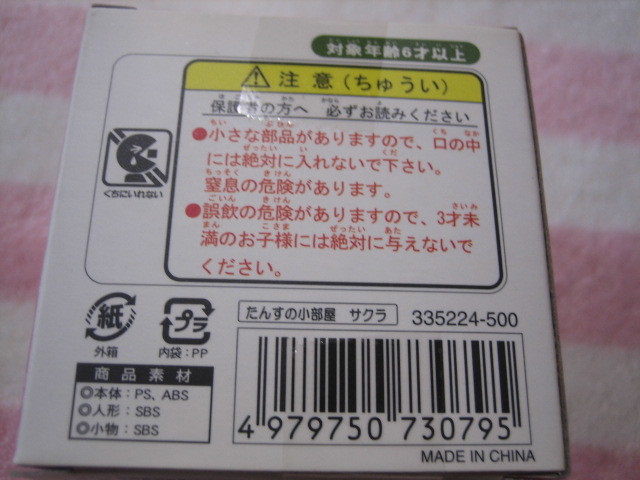 対象年齢6才以上
⚠注意(ちゅうい)
保護者の方へ 必ずお読みください
●小さな部品がありますので、口の中
には絶対に入れないで下さい。
窒息の危険があります。
●誤飲の危険がありますので、3才未
満のお子様には絶対に与えないで
ください。
くちにいれない
紙
外箱
プラ
内袋:PP
たんすの小部屋 サクラ
335224-500
商品素材
◎本体:PS、ABS
◎人形:SBS
◎小物:SBS
4 979750 730795
MADE IN CHINA